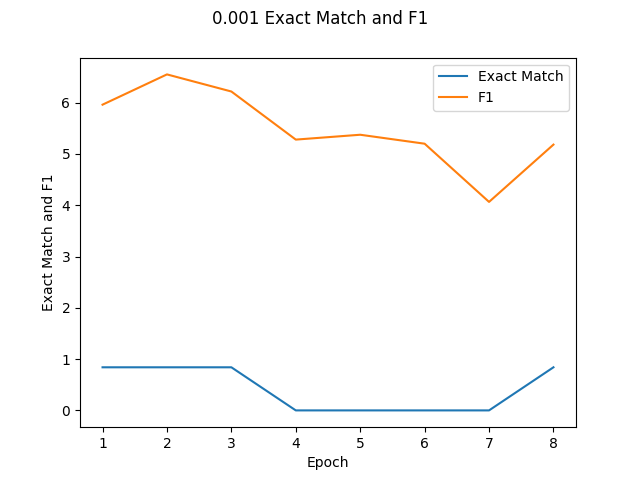 0.001 Exact Match and F1
Exact Match
F1
6
5
4
3
2
1
0
Exact Match and F1
1 2 3 4 5 6 7 8
Epoch